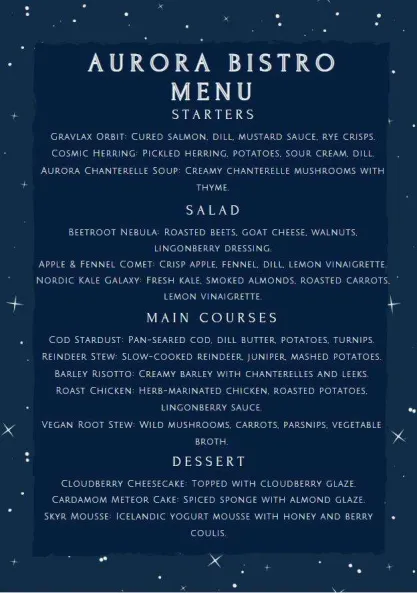 AURORA BISTRO
MENU
STARTERS
Gravlax Orbit: Cured salmon, dill, mustard sauce, rye crisps.
Cosmic Herring: Pickled herring, potatoes, sour cream, dill.
Aurora Chanterelle Soup: Creamy chanterelle mushrooms with
thyme.
SALAD
Beetroot Nebula: Roasted beets, goat cheese, walnuts,
lingonberry dressing.
Apple & Fennel Comet: Crisp apple, fennel, dill, lemon vinaigrette.
Nordic Kale Galaxy: Fresh kale, smoked almonds, roasted carrots,
lemon vinaigrette.
MAIN COURSES
Cod Stardust: Pan-seared cod, dill butter, potatoes, turnips.
Reindeer Stew: Slow-cooked reindeer, juniper, mashed potatoes.
Barley Risotto: Creamy barley with chanterelles and leeks.
Roast Chicken: Herb-marinated chicken, roasted potatoes,
lingonberry sauce.
Vegan Root Stew: Wild mushrooms, carrots, parsnips, vegetable
broth.
DESSERT
Cloudberry Cheesecake: Topped with cloudberry glaze.
Cardamom Meteor Cake: Spiced sponge with almond glaze.
Skyr Mousse: Icelandic yogurt mousse with honey and berry
coulis.